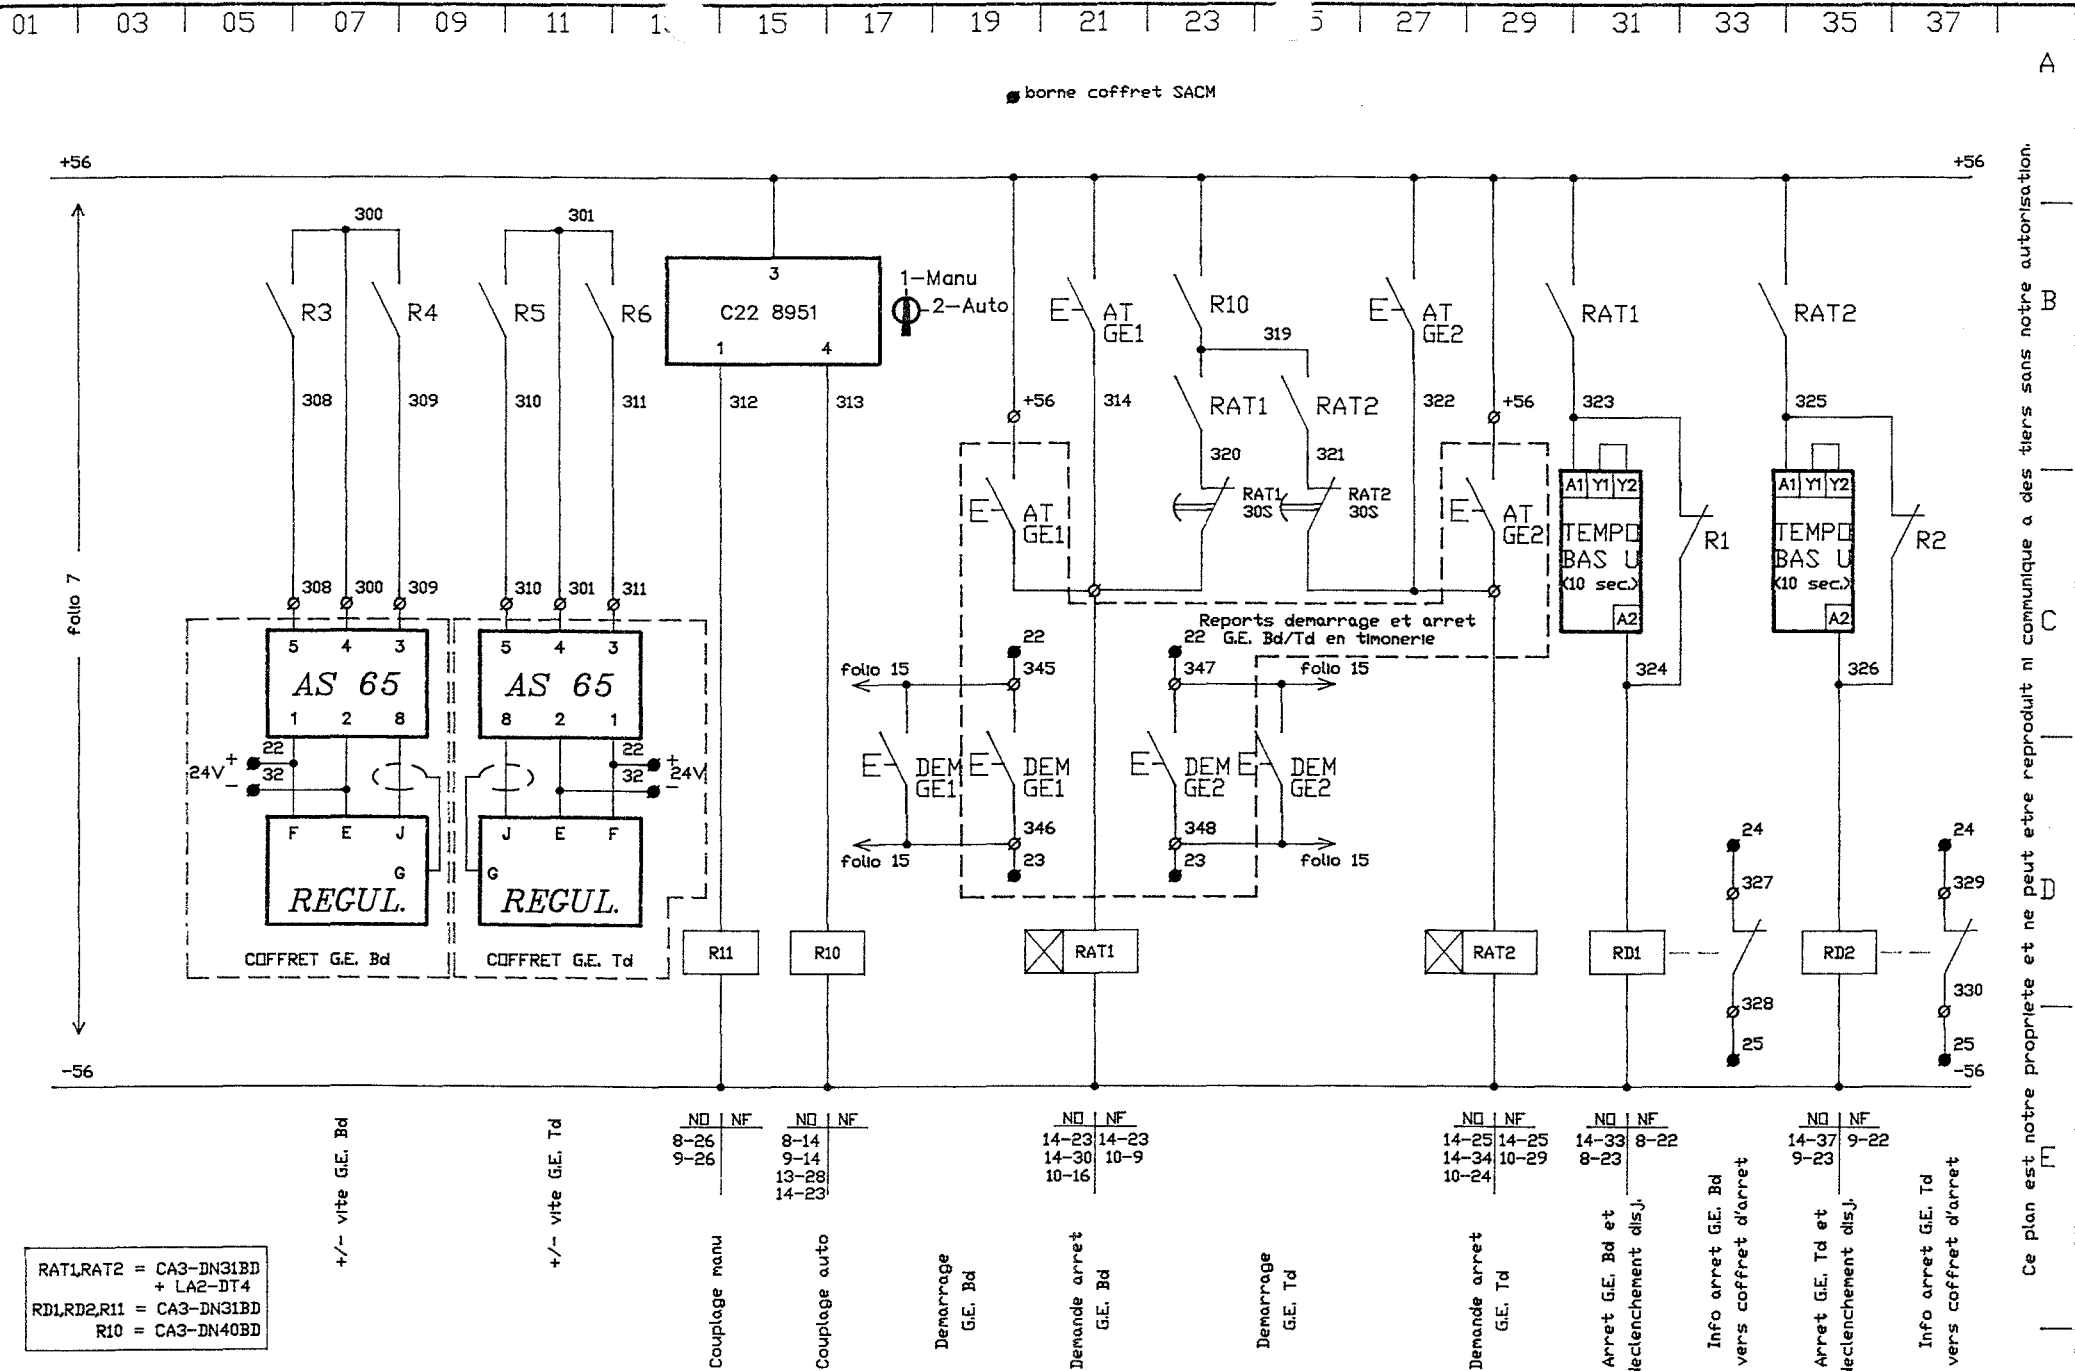 01 03 05 07 09 11 15 17 19 21 23 27 29 31 33 35 37
A
borne coffret SACM
+56 +56
300 301
3
C22 8951
1 4
1-Manu
2-Auto
B
R3 R4 R5 R6
E AT GE1
R10
319
E AT GE2
RAT1 RAT2
308 309 310 311 312 313
+56
314
RAT1 RAT2
322
+56
323 325
320 321
RAT1 30S
RAT2 30S
E AT GE1
E AT GE2
A1 Y1 Y2
TEMPO
BAS U
(10 sec.)
A2
R1
A1 Y1 Y2
TEMPO
BAS U
(10 sec.)
A2
R2
folio 7
308 300 309 310 301 311
C
Reports demarrage et arret
G.E. Bd/Td en timonerie
5 4 3
AS 65
1 2 8
5 4 3
AS 65
8 2 1
22
345
22
347
folio 15
folio 15
324 326
22
24V + -
32
22
+ 24V -
32
E DEM GE1
E DEM GE1
E DEM GE2
E DEM GE2
F E J
G
REGUL.
J E F
G
REGUL.
346
23
348
23
folio 15
folio 15
24
327
24
329
D
COFFRET G.E. Bd
COFFRET G.E. Td
R11
R10
RAT1
RAT2
RD1
RD2
328
25
330
25
-56 -56
NO NF
8-26
9-26
NO NF
8-14
9-14
13-28
14-23
NO NF
14-23 14-23
14-30 10-9
10-16
NO NF
14-25 14-25
14-34 10-29
10-24
NO NF
14-33 8-22
8-23
NO NF
14-37 9-22
9-23
E
+/- vite G.E. Bd
+/- vite G.E. Td
Couplage manu
Couplage auto
Demarrage
G.E. Bd
Demande arret
G.E. Bd
Demarrage
G.E. Td
Demande arret
G.E. Td
Arret G.E. Bd et
declenchement disj.
Info arret G.E. Bd
vers coffret d'arret
Arret G.E. Td et
declenchement disj.
Info arret G.E. Td
vers coffret d'arret
RAT1,RAT2 = CA3-DN31BD
+ LA2-DT4
RD1,RD2,R11 = CA3-DN31BD
R10 = CA3-DN40BD
Ce plan est notre propriete et ne peut etre reproduit ni communique a des tiers sans notre autorisation.